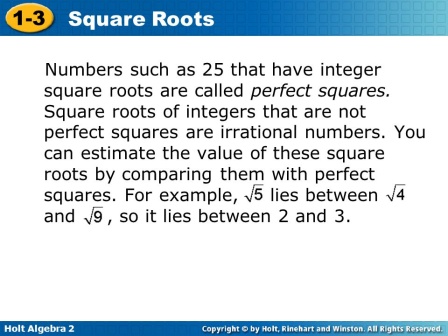 1-3 Square Roots
Numbers such as 25 that have integer
square roots are called perfect squares.
Square roots of integers that are not
perfect squares are irrational numbers. You
can estimate the value of these square
roots by comparing them with perfect
squares. For example, √5 lies between √4
and √9 , so it lies between 2 and 3.
Holt Algebra 2 Copyright © by Holt, Rinehart and Winston. All Rights Reserved.